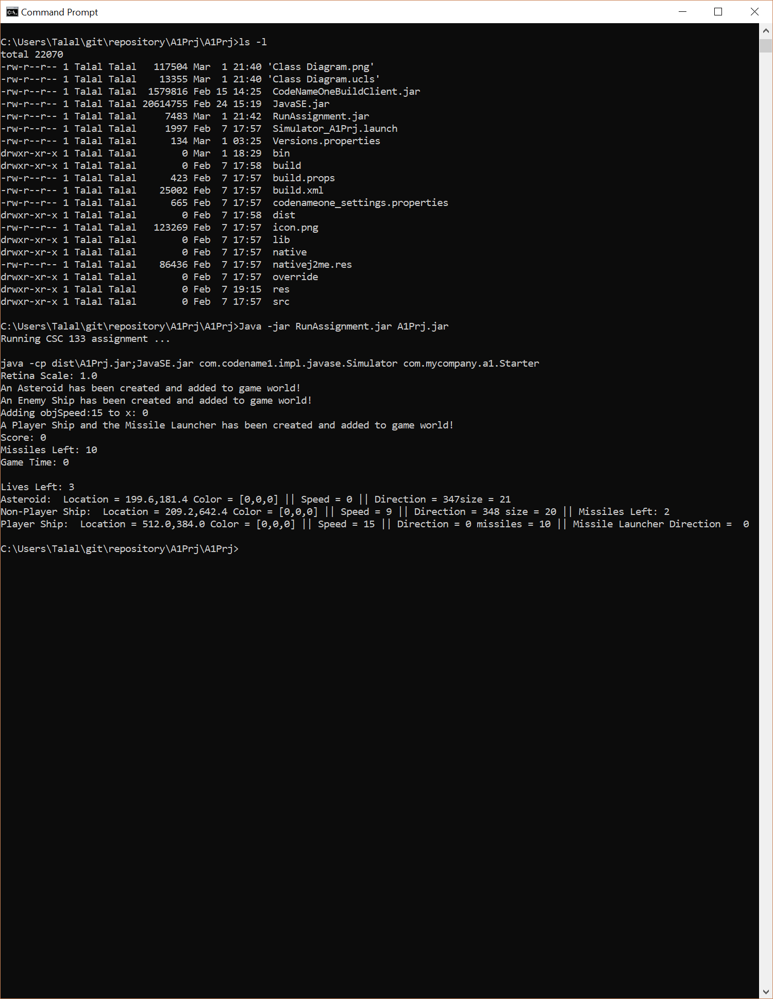 Command Prompt
C:\Users\Talal\git\repository\A1Prj\A1Prj>ls -l
total 22070
-rw-r--r-- 1 Talal Talal   117504 Mar  1 21:40 'Class Diagram.png'
-rw-r--r-- 1 Talal Talal    13355 Mar  1 21:40 'Class Diagram.ucls'
-rw-r--r-- 1 Talal Talal  1579816 Feb 15 14:25  CodeNameOneBuildClient.jar
-rw-r--r-- 1 Talal Talal 20614755 Feb 24 15:19  JavaSE.jar
-rw-r--r-- 1 Talal Talal     7483 Mar  1 21:42  RunAssignment.jar
-rw-r--r-- 1 Talal Talal     1997 Feb  7 17:57  Simulator_A1Prj.launch
-rw-r--r-- 1 Talal Talal      134 Mar  1 03:25  Versions.properties
drwxr-xr-x 1 Talal Talal        0 Mar  1 18:29  bin
drwxr-xr-x 1 Talal Talal        0 Feb  7 17:58  build
-rw-r--r-- 1 Talal Talal      423 Feb  7 17:57  build.props
-rw-r--r-- 1 Talal Talal    25002 Feb  7 17:57  build.xml
-rw-r--r-- 1 Talal Talal      665 Feb  7 17:57  codenameone_settings.properties
drwxr-xr-x 1 Talal Talal        0 Feb  7 17:58  dist
-rw-r--r-- 1 Talal Talal   123269 Feb  7 17:57  icon.png
drwxr-xr-x 1 Talal Talal        0 Feb  7 17:57  lib
drwxr-xr-x 1 Talal Talal        0 Feb  7 17:57  native
-rw-r--r-- 1 Talal Talal    86436 Feb  7 17:57  nativej2me.res
drwxr-xr-x 1 Talal Talal        0 Feb  7 17:57  override
drwxr-xr-x 1 Talal Talal        0 Feb  7 19:15  res
drwxr-xr-x 1 Talal Talal        0 Feb  7 17:57  src
C:\Users\Talal\git\repository\A1Prj\A1Prj>Java -jar RunAssignment.jar A1Prj.jar
Running CSC 133 assignment ...
java -cp dist\A1Prj.jar;JavaSE.jar com.codename1.impl.javase.Simulator com.mycompany.a1.Starter
Retina Scale: 1.0
An Asteroid has been created and added to game world!
An Enemy Ship has been created and added to game world!
Adding objSpeed:15 to x: 0
A Player Ship and the Missile Launcher has been created and added to game world!
Score: 0
Missiles Left: 10
Game Time: 0
Lives Left: 3
Asteroid:  Location = 199.6,181.4 Color = [0,0,0] || Speed = 0 || Direction = 347size = 21
Non-Player Ship:  Location = 209.2,642.4 Color = [0,0,0] || Speed = 9 || Direction = 348 size = 20 || Missiles Left: 2
Player Ship:  Location = 512.0,384.0 Color = [0,0,0] || Speed = 15 || Direction = 0 missiles = 10 || Missile Launcher Direction =  0
C:\Users\Talal\git\repository\A1Prj\A1Prj>